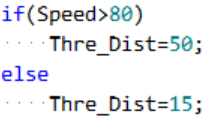 if(Speed>80)
    Thre_Dist=50;
else
    Thre_Dist=15;